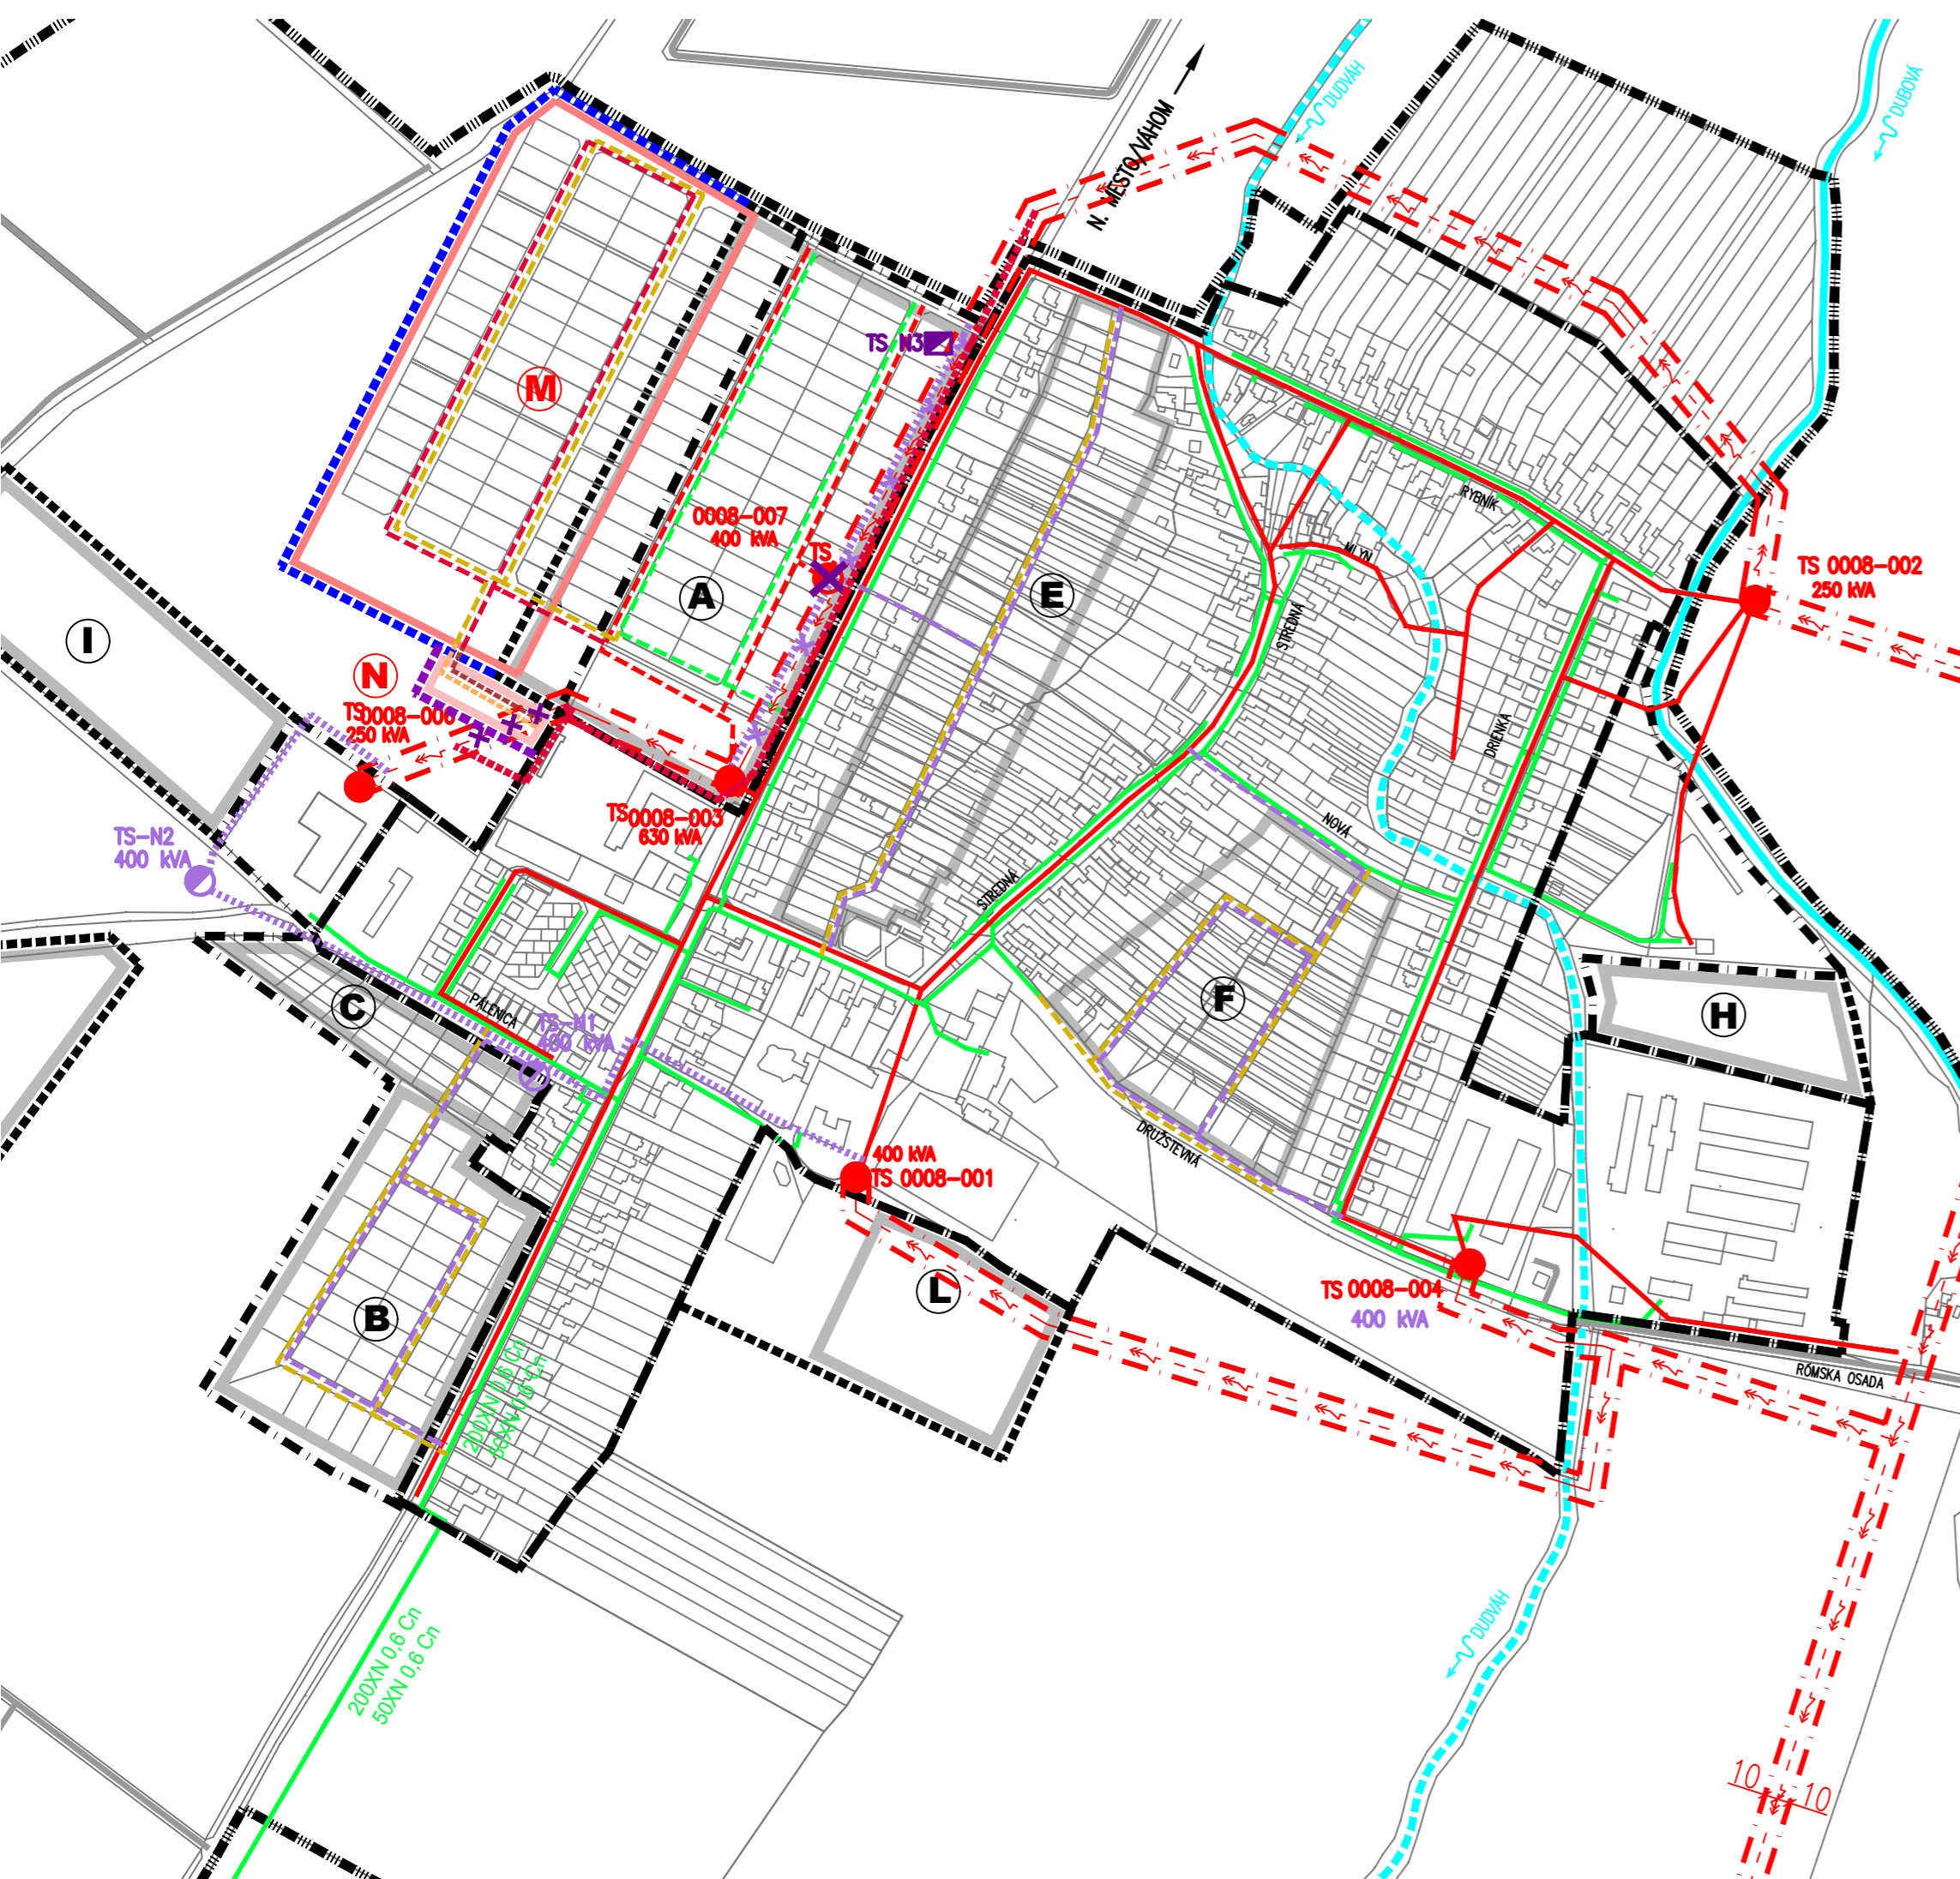 DUDVÁH
DUBOVÁ
N. MESTO/VÁHOM
TS N3
M
RYBNÍK
0008-007
400 kVA
TS
MLYN
TS 0008-002
250 kVA
A
E
I
STREDNÁ
N
TS0008-006
250 kVA
DRIENKA
TS0008-003
630 kVA
NOVÁ
TS-N2
400 kVA
STREDNÁ
C
PÁLENICA
F
H
TS-N1
400 kVA
DRUŽSTEVNÁ
400 kVA
TS 0008-001
L
TS 0008-004
400 kVA
B
RÓMSKA OSADA
200XN 0,6 Cn
50XN 0,6 Cn
DUDVÁH
200XN 0,6 Cn
50XN 0,6 Cn
10
10